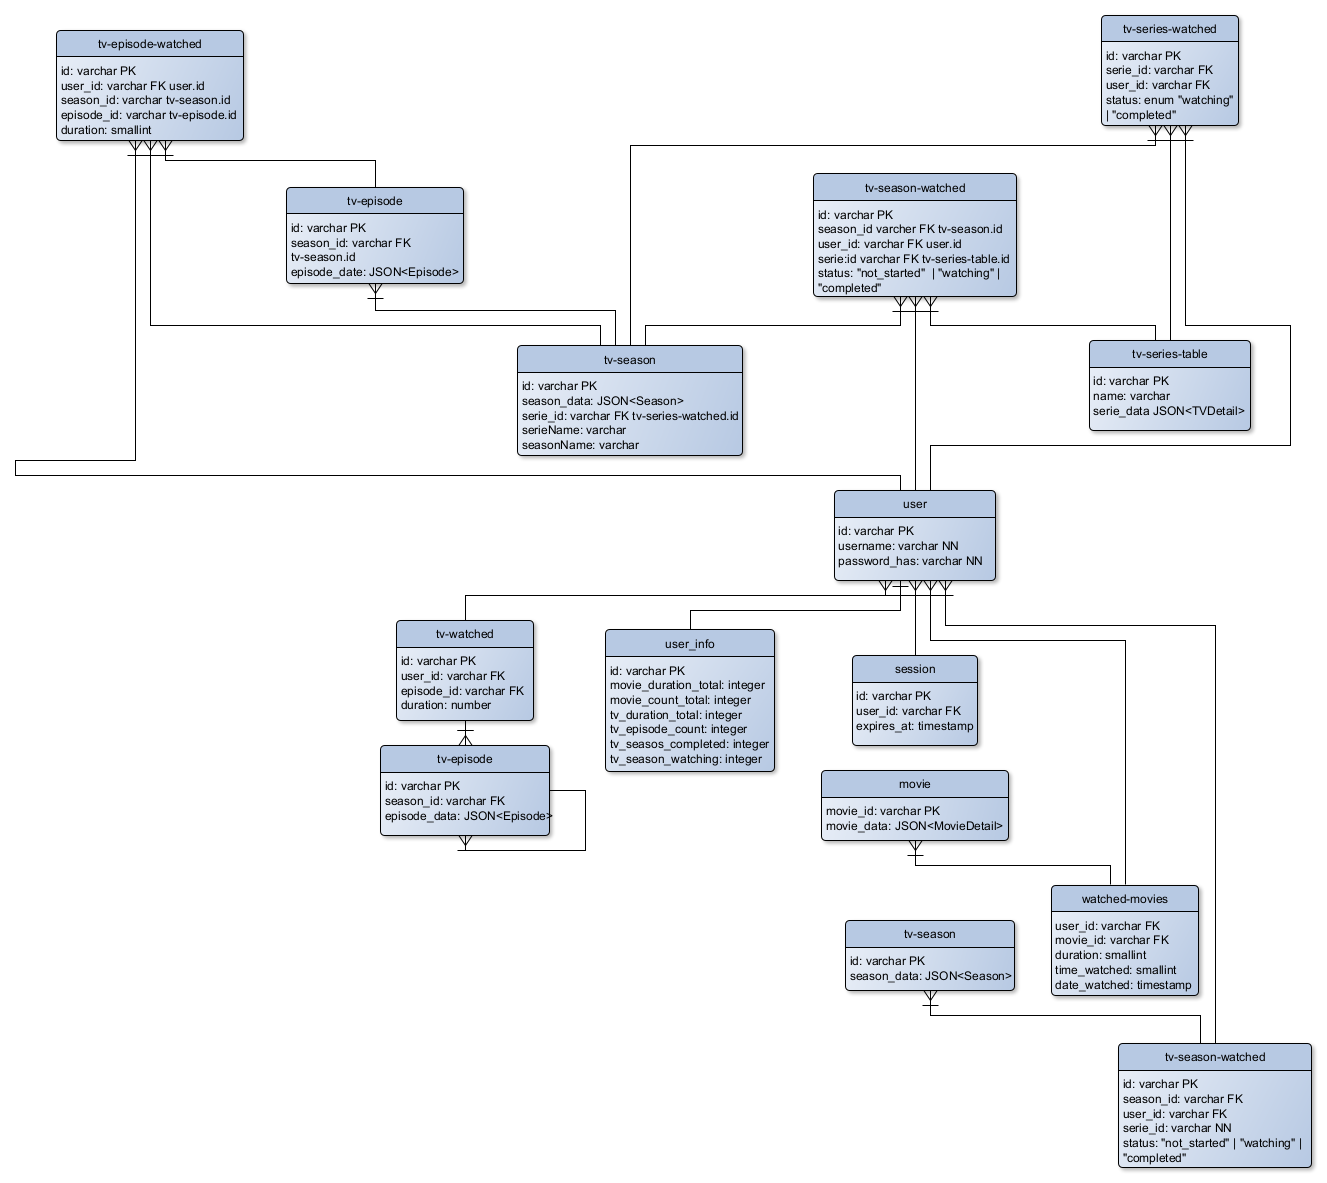 tv-episode-watched
id: varchar PK
user_id: varchar FK user.id
season_id: varchar tv-season.id
episode_id: varchar tv-episode.id
duration: smallint
tv-series-watched
id: varchar PK
serie_id: varchar FK
user_id: varchar FK
status: enum "watching"
| "completed"
tv-episode
id: varchar PK
season_id: varchar FK
tv-season.id
episode_date: JSON<Episode>
tv-season-watched
id: varchar PK
season_id varcher FK tv-season.id
user_id: varchar FK user.id
serie:id varchar FK tv-series-table.id
status: "not_started" | "watching" |
"completed"
tv-season
id: varchar PK
season_data: JSON<Season>
serie_id: varchar FK tv-series-watched.id
serieName: varchar
seasonName: varchar
tv-series-table
id: varchar PK
name: varchar
serie_data JSON<TVDetail>
user
id: varchar PK
username: varchar NN
password_has: varchar NN
tv-watched
id: varchar PK
user_id: varchar FK
episode_id: varchar FK
duration: number
user_info
id: varchar PK
movie_duration_total: integer
movie_count_total: integer
tv_duration_total: integer
tv_episode_count: integer
tv_seasos_completed: integer
tv_season_watching: integer
session
id: varchar PK
user_id: varchar FK
expires_at: timestamp
tv-episode
id: varchar PK
season_id: varchar FK
episode_data: JSON<Episode>
movie
movie_id: varchar PK
movie_data: JSON<MovieDetail>
watched-movies
user_id: varchar FK
movie_id: varchar FK
duration: smallint
time_watched: smallint
date_watched: timestamp
tv-season
id: varchar PK
season_data: JSON<Season>
tv-season-watched
id: varchar PK
season_id: varchar FK
user_id: varchar FK
serie_id: varchar NN
status: "not_started" | "watching" |
"completed"